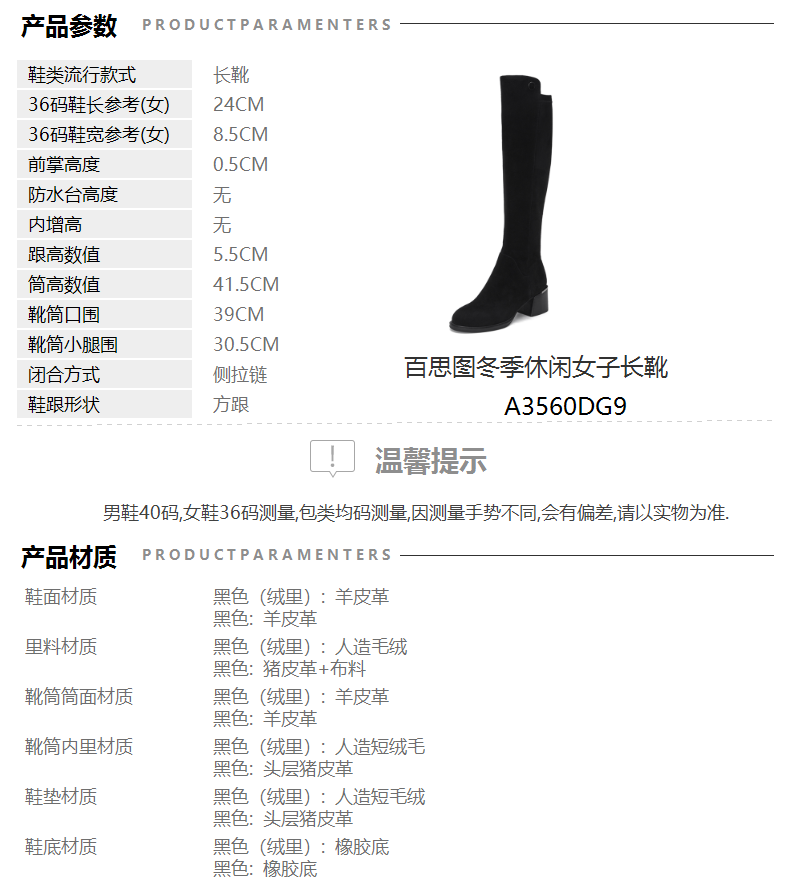 产品参数 PRODUCTPARAMENTERS
鞋类流行款式 长靴
36码鞋长参考(女) 24CM
36码鞋宽参考(女) 8.5CM
前掌高度 0.5CM
防水台高度 无
内增高 无
跟高数值 5.5CM
筒高数值 41.5CM
靴筒口围 39CM
靴筒小腿围 30.5CM
闭合方式 侧拉链
鞋跟形状 方跟
百思图冬季休闲女子长靴
A3560DG9
! 温馨提示
男鞋40码,女鞋36码测量,包类均码测量,因测量手势不同,会有偏差,请以实物为准.
产品材质 PRODUCTPARAMENTERS
鞋面材质 黑色（绒里）: 羊皮革
黑色: 羊皮革
里料材质 黑色（绒里）: 人造毛绒
黑色: 猪皮革+布料
靴筒筒面材质 黑色（绒里）: 羊皮革
黑色: 羊皮革
靴筒内里材质 黑色（绒里）: 人造短绒毛
黑色: 头层猪皮革
鞋垫材质 黑色（绒里）: 人造短毛绒
黑色: 头层猪皮革
鞋底材质 黑色（绒里）: 橡胶底
黑色: 橡胶底